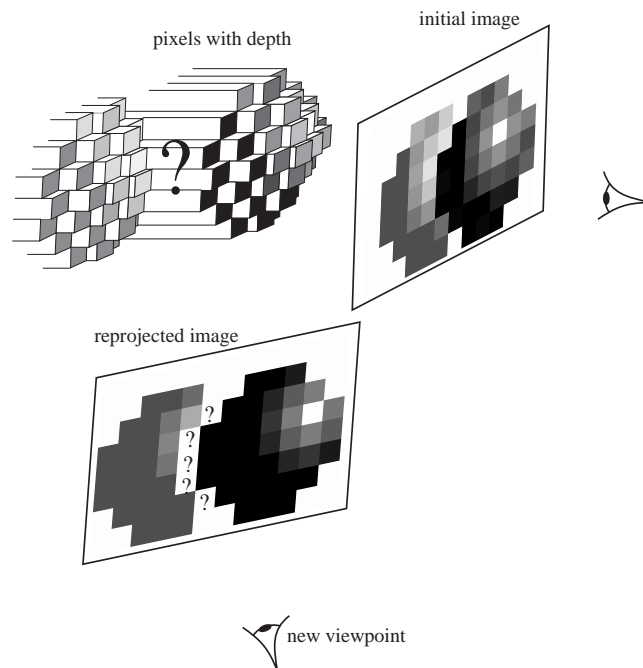 initial image
pixels with depth
?
reprojected image
?
?
?
?
?
new viewpoint